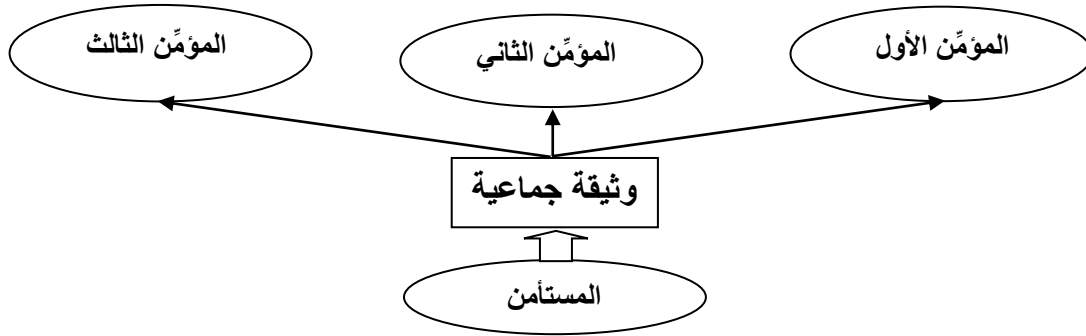 المؤمِّن الأول
المؤمِّن الثاني
المؤمِّن الثالث
وثيقة جماعية
المستأمن